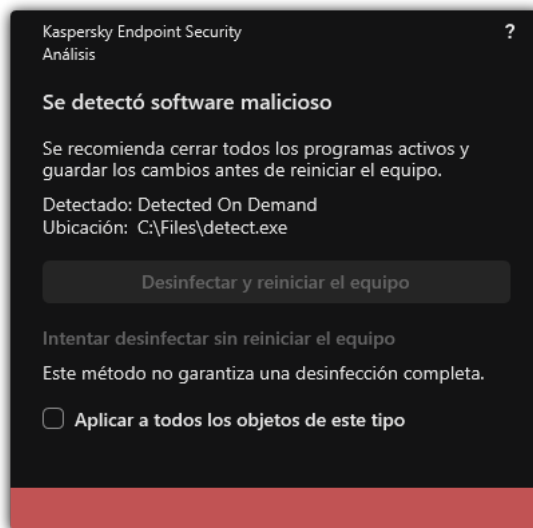 Kaspersky Endpoint Security
?
Análisis
Se detectó software malicioso
Se recomienda cerrar todos los programas activos y
guardar los cambios antes de reiniciar el equipo.
Detectado: Detected On Demand
Ubicación: C:\Files\detect.exe
Desinfectar y reiniciar el equipo
Intentar desinfectar sin reiniciar el equipo
Este método no garantiza una desinfección completa.
Aplicar a todos los objetos de este tipo